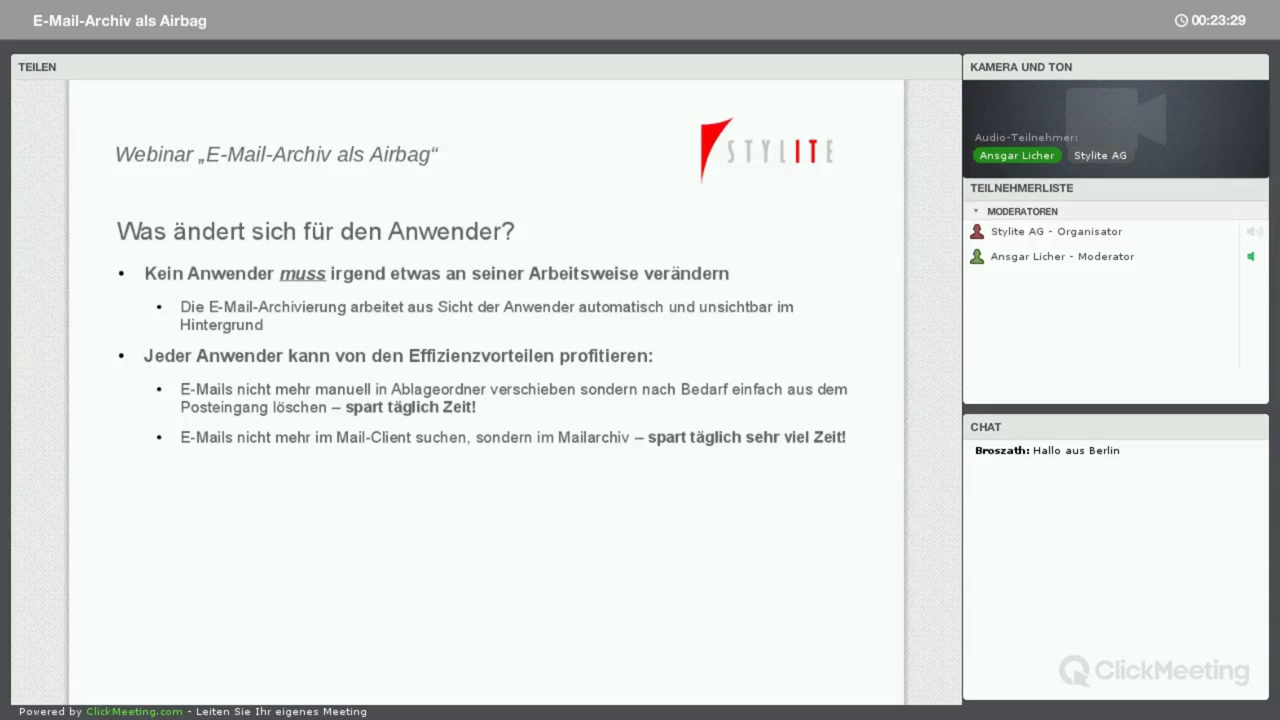 E-Mail-Archiv als Airbag
00:23:29
TEILEN
Webinar „E-Mail-Archiv als Airbag“
STYLITE
Was ändert sich für den Anwender?
• Kein Anwender muss irgend etwas an seiner Arbeitsweise verändern
• Die E-Mail-Archivierung arbeitet aus Sicht der Anwender automatisch und unsichtbar im
Hintergrund
• Jeder Anwender kann von den Effizienzvorteilen profitieren:
• E-Mails nicht mehr manuell in Ablageordner verschieben sondern nach Bedarf einfach aus dem
Posteingang löschen – spart täglich Zeit!
• E-Mails nicht mehr im Mail-Client suchen, sondern im Mailarchiv – spart täglich sehr viel Zeit!
KAMERA UND TON
Audio-Teilnehmer:
Ansgar Licher Stylite AG
TEILNEHMERLISTE
MODERATOREN
Stylite AG - Organisator
Ansgar Licher - Moderator
CHAT
Broszath: Hallo aus Berlin
ClickMeeting
Powered by ClickMeeting.com - Leiten Sie Ihr eigenes Meeting